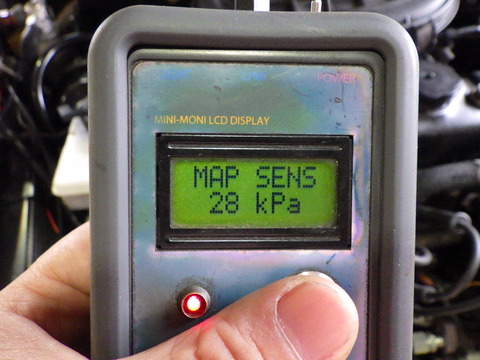 POWER
MINI-MONI LCD DISPLAY
MAP SENS
28 kPa